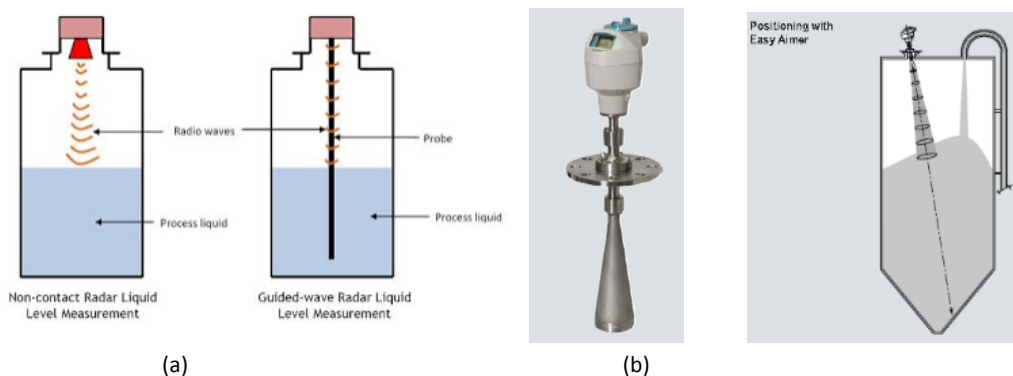 Radio waves
Probe
Process liquid
Process liquid
Non-contact Radar Liquid
Level Measurement
Guided-wave Radar Liquid
Level Measurement
(a)
(b)
Positioning with
Easy Aimer